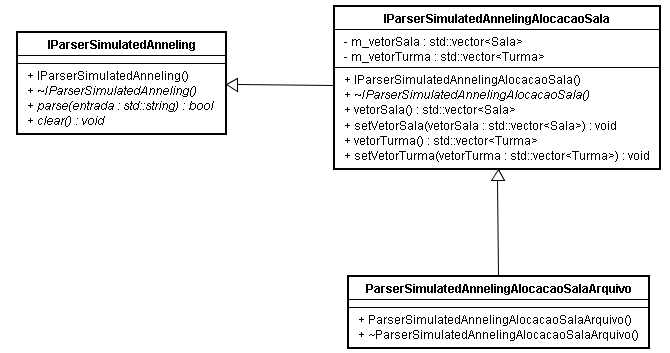 IParserSimulatedAnneling
+ IParserSimulatedAnneling()
+ ~IParserSimulatedAnneling()
+ parse(entrada : std::string) : bool
+ clear() : void
IParserSimulatedAnnelingAlocacaoSala
- m_vetorSala : std::vector<Sala>
- m_vetorTurma : std::vector<Turma>
+ IParserSimulatedAnnelingAlocacaoSala()
+ ~IParserSimulatedAnnelingAlocacaoSala()
+ vetorSala() : std::vector<Sala>
+ setVetorSala(vetorSala : std::vector<Sala>) : void
+ vetorTurma() : std::vector<Turma>
+ setVetorTurma(vetorTurma : std::vector<Turma>) : void
ParserSimulatedAnnelingAlocacaoSalaArquivo
+ ParserSimulatedAnnelingAlocacaoSalaArquivo()
+ ~ParserSimulatedAnnelingAlocacaoSalaArquivo()